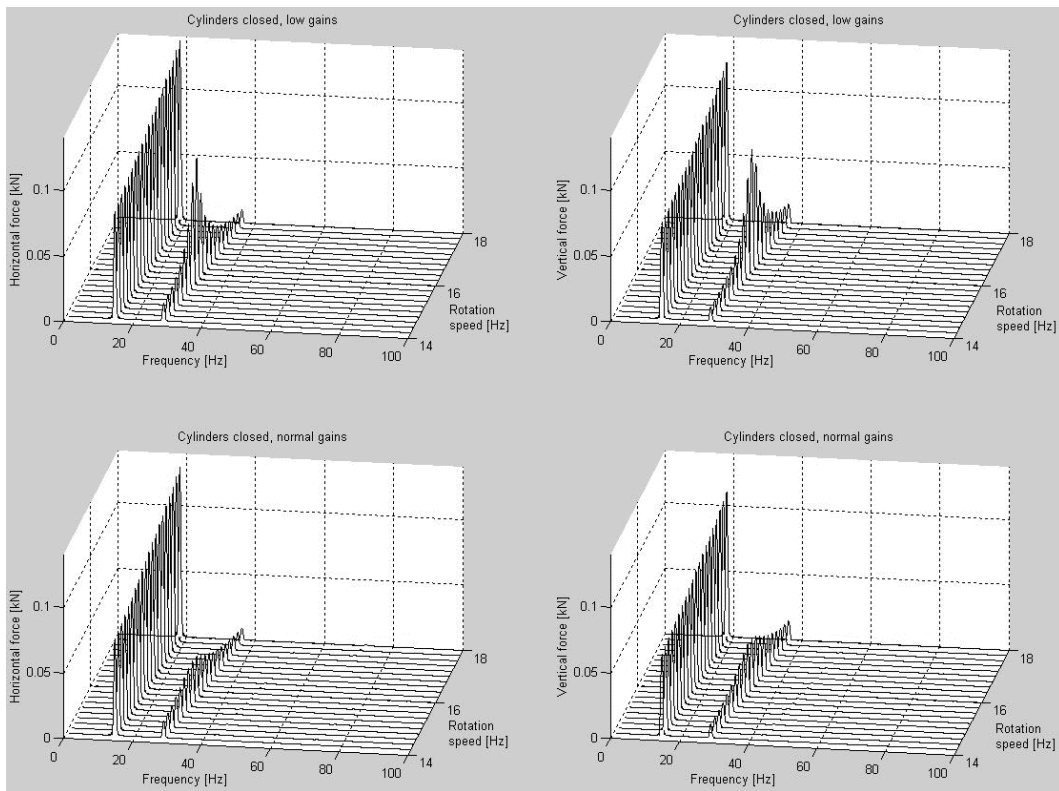 Cylinders closed, low gains
Horizontal force [kN]
0.1
0.05
0
0
20
40
60
80
100
Frequency [Hz]
14
16
18
Rotation
speed [Hz]
Cylinders closed, low gains
Vertical force [kN]
0.1
0.05
0
0
20
40
60
80
100
Frequency [Hz]
14
16
18
Rotation
speed [Hz]
Cylinders closed, normal gains
Horizontal force [kN]
0.1
0.05
0
0
20
40
60
80
100
Frequency [Hz]
14
16
18
Rotation
speed [Hz]
Cylinders closed, normal gains
Vertical force [kN]
0.1
0.05
0
0
20
40
60
80
100
Frequency [Hz]
14
16
18
Rotation
speed [Hz]